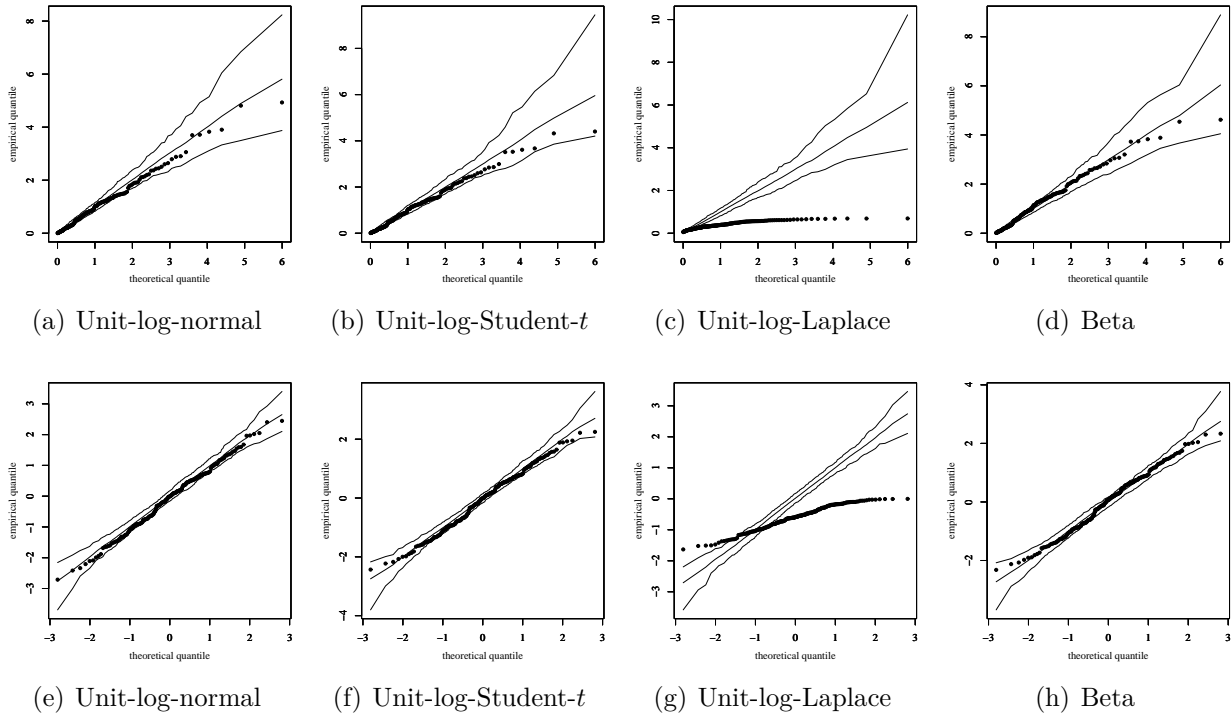 empirical quantile
8
6
4
2
0
0 1 2 3 4 5 6
theoretical quantile
(a) Unit-log-normal
empirical quantile
8
6
4
2
0
0 1 2 3 4 5 6
theoretical quantile
(b) Unit-log-Student-t
empirical quantile
10
8
6
4
2
0
0 1 2 3 4 5 6
theoretical quantile
(c) Unit-log-Laplace
empirical quantile
8
6
4
2
0
0 1 2 3 4 5 6
theoretical quantile
(d) Beta
empirical quantile
3
2
1
0
−1
−2
−3
−3 −2 −1 0 1 2 3
theoretical quantile
(e) Unit-log-normal
empirical quantile
2
0
−2
−4
−3 −2 −1 0 1 2 3
theoretical quantile
(f) Unit-log-Student-t
empirical quantile
3
2
1
0
−1
−2
−3
−3 −2 −1 0 1 2 3
theoretical quantile
(g) Unit-log-Laplace
empirical quantile
4
2
0
−2
−3 −2 −1 0 1 2 3
theoretical quantile
(h) Beta